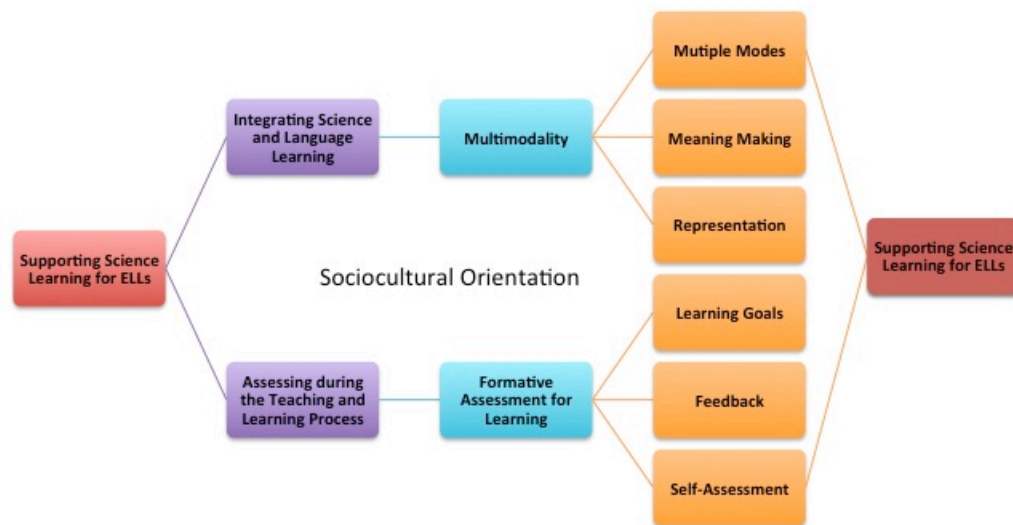 Supporting Science
Learning for ELLs
Integrating Science
and Language
Learning
Assessing during
the Teaching and
Learning Process
Sociocultural Orientation
Multimodality
Formative
Assessment for
Learning
Mutiple Modes
Meaning Making
Representation
Learning Goals
Feedback
Self-Assessment
Supporting Science
Learning for ELLs